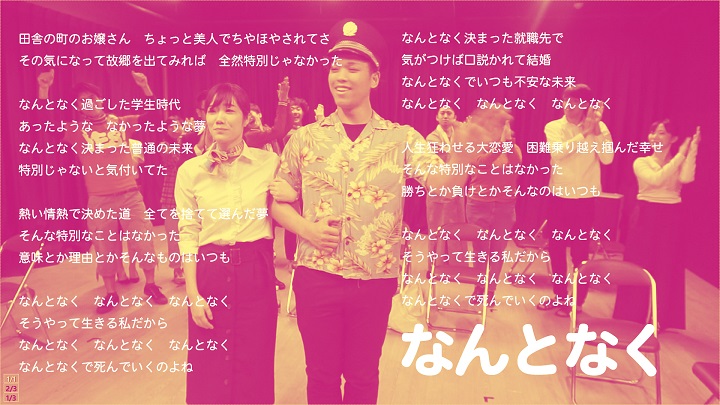 田舎の町のお嬢さん　ちょっと美人でちやほやされてさ
その気になって故郷を出てみれば　全然特別じゃなかった
なんとなく過ごした学生時代
あったような　なかったような夢
なんとなく決まった普通の未来
特別じゃないと気付いてた
熱い情熱で決めた道　全てを捨てて選んだ夢
そんな特別なことはなかった
意味とか理由とかそんなものはいつも
なんとなく　なんとなく　なんとなく
そうやって生きる私だから
なんとなく　なんとなく　なんとなく
なんとなくで死んでいくのよね
なんとなく決まった就職先で
気がつけば口説かれて結婚
なんとなくでいつも不安な未来
なんとなく　なんとなく　なんとなく
人生狂わせる大恋愛　困難乗り越え掴んだ幸せ
そんな特別なことはなかった
勝ちとか負けとかそんなのはいつも
なんとなく　なんとなく　なんとなく
そうやって生きる私だから
なんとなく　なんとなく　なんとなく
なんとなくで死んでいくのよね
なんとなく
2/3
1/3